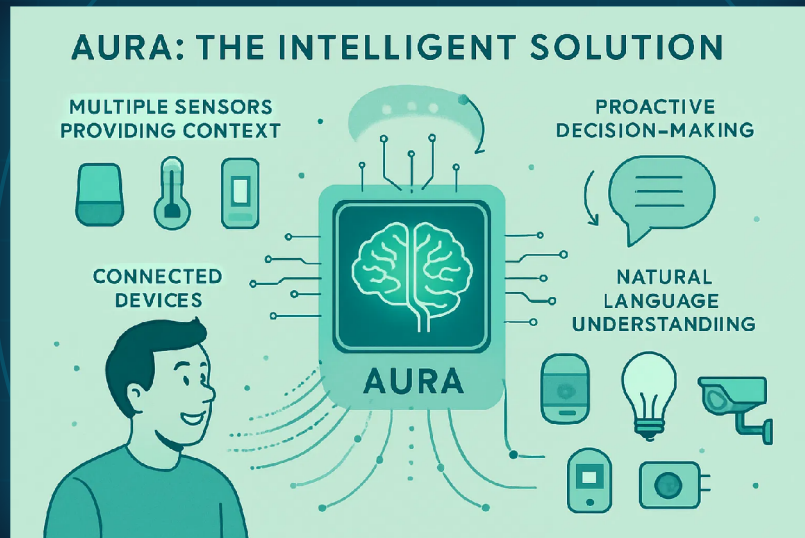 AURA: THE INTELLIGENT SOLUTION
MULTIPLE SENSORS
PROVIDING CONTEXT
PROACTIVE
DECISION-MAKING
CONNECTED
DEVICES
NATURAL
LANGUAGE
UNDERSTANDIING
AURA